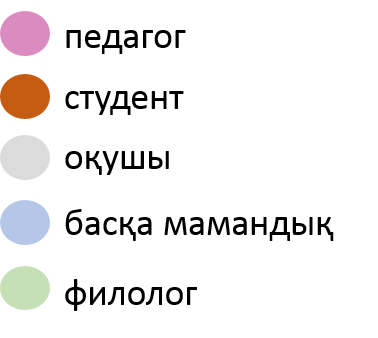 педагог
студент
оқушы
басқа мамандық
филолог